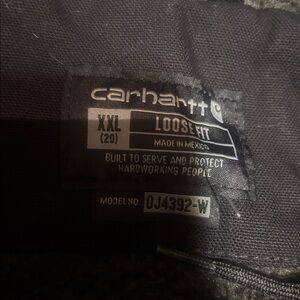 carhartt
XXL
(20)
LOOSE FIT
MADE IN MEXICO
BUILT TO SERVE AND PROTECT
HARDWORKING PEOPLE
MODEL NO. OJ4392-W